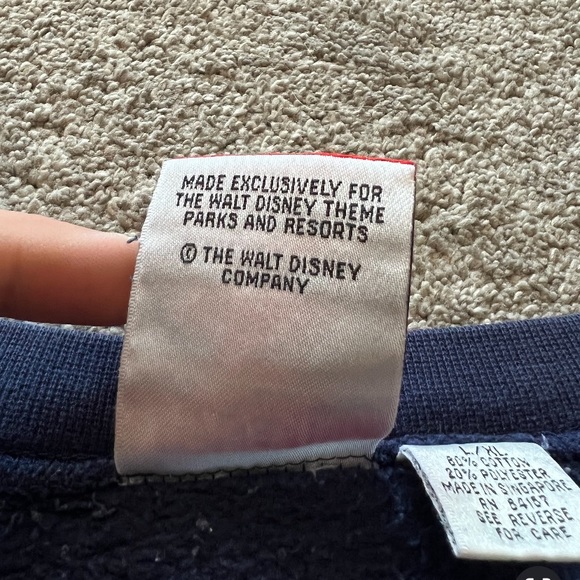 MADE EXCLUSIVELY FOR
THE WALT DISNEY THEME
PARKS AND RESORTS
© THE WALT DISNEY
COMPANY
L/XL
80% COTTON
20% POLYESTER
MADE IN SINGAPORE
RN 84167
SEE REVERSE
FOR CARE